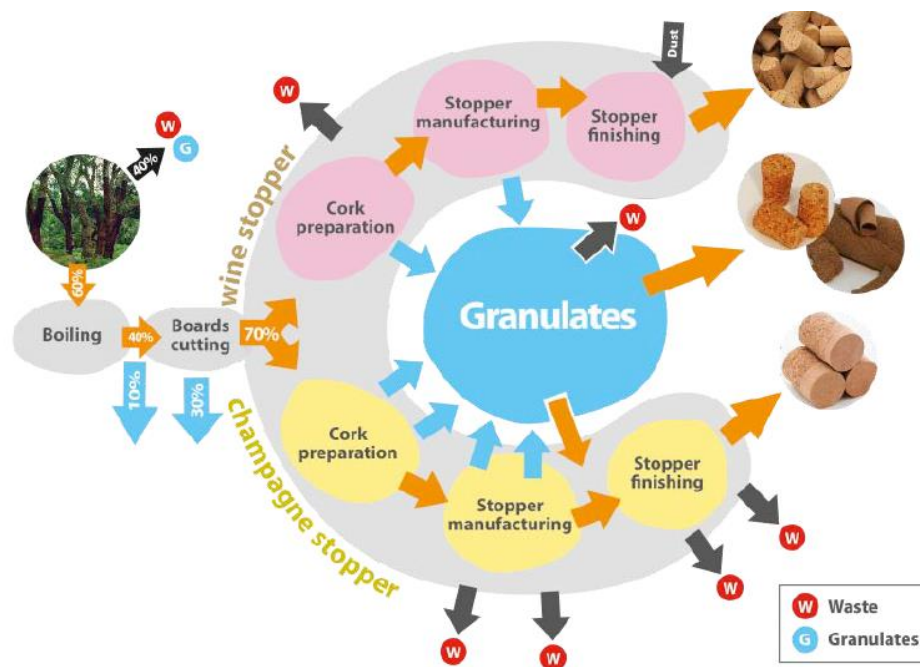 Dust
W
Stopper
manufacturing
Stopper
finishing
W
40%
G
wine stopper
Cork
preparation
W
60%
Granulates
Boiling
40%
Boards
cutting
70%
10%
30%
champagne stopper
Cork
preparation
Stopper
finishing
Stopper
manufacturing
W
W
W
W
W Waste
G Granulates